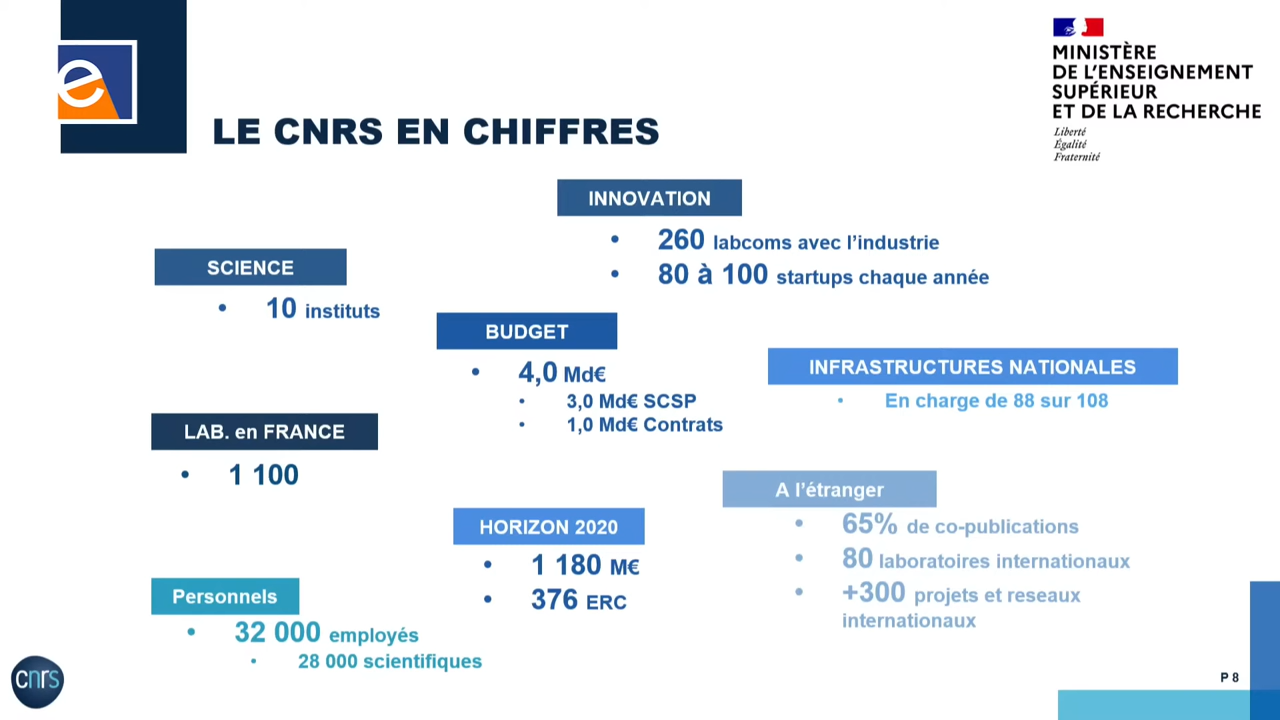 e
MINISTÈRE
DE L'ENSEIGNEMENT
SUPÉRIEUR
ET DE LA RECHERCHE
Liberté
Égalité
Fraternité
LE CNRS EN CHIFFRES
INNOVATION
• 260 labcoms avec l'industrie
• 80 à 100 startups chaque année
SCIENCE
• 10 instituts
BUDGET
• 4,0 Md€
• 3,0 Md€ SCSP
• 1,0 Md€ Contrats
INFRASTRUCTURES NATIONALES
• En charge de 88 sur 108
LAB. en FRANCE
• 1 100
A l'étranger
• 65% de co-publications
• 80 laboratoires internationaux
• +300 projets et reseaux
internationaux
HORIZON 2020
• 1 180 M€
• 376 ERC
Personnels
• 32 000 employés
• 28 000 scientifiques
cnrs
P 8